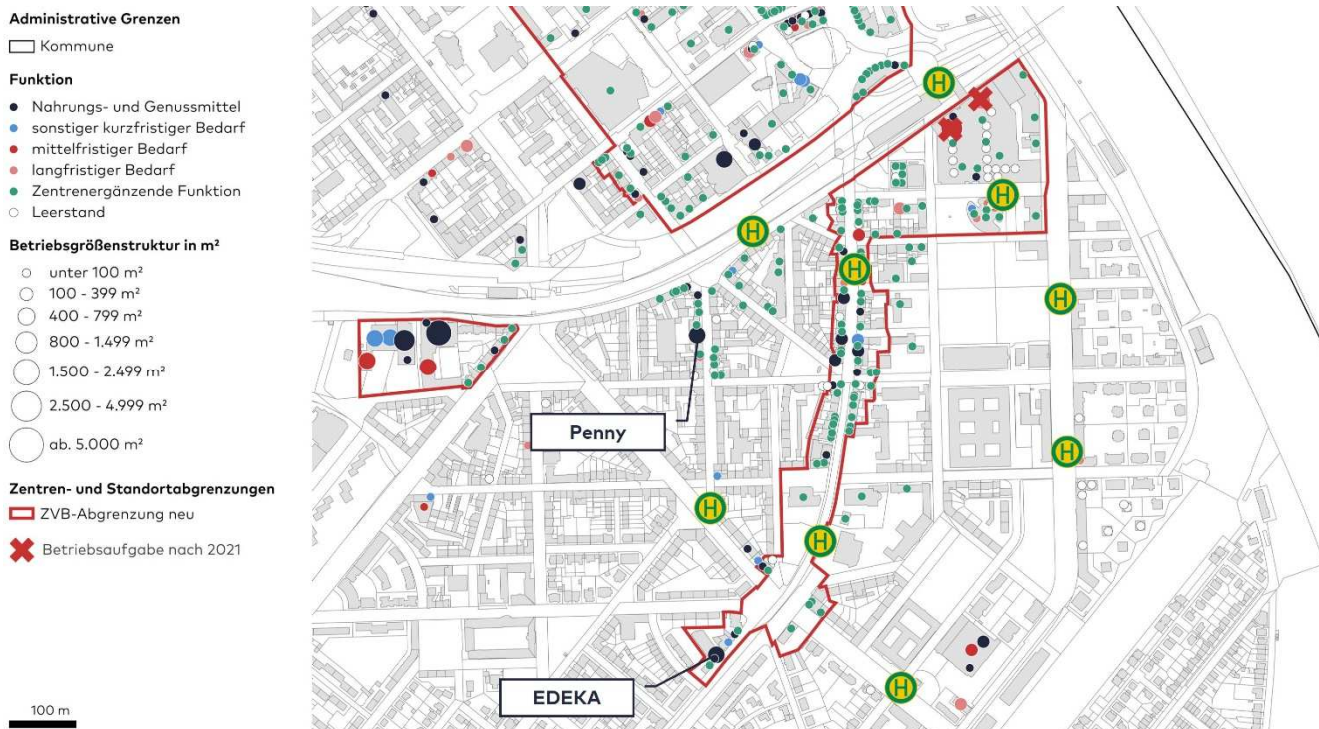 Administrative Grenzen
Kommune
Funktion
Nahrungs- und Genussmittel
sonstiger kurzfristiger Bedarf
mittelfristiger Bedarf
langfristiger Bedarf
Zentrenergänzende Funktion
Leerstand
Betriebsgrößenstruktur in m²
unter 100 m²
100 - 399 m²
400 - 799 m²
800 - 1.499 m²
1.500 - 2.499 m²
2.500 - 4.999 m²
ab. 5.000 m²
Zentren- und Standortabgrenzungen
ZVB-Abgrenzung neu
Betriebsaufgabe nach 2021
100 m
H
H
H
H
H
H
H
H
H
Penny
EDEKA